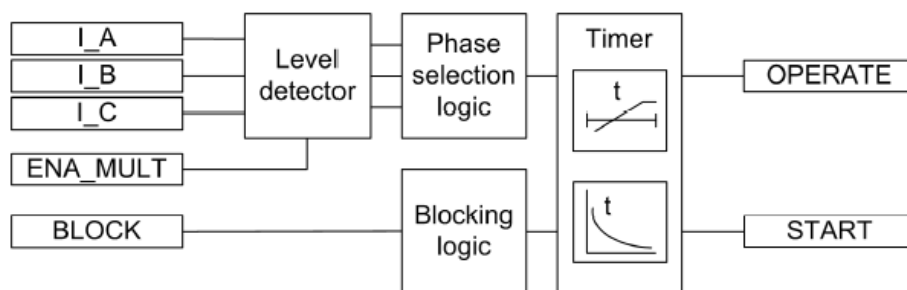 I_A
I_B
I_C
ENA_MULT
BLOCK
Level
detector
Phase
selection
logic
Blocking
logic
Timer
t
t
OPERATE
START